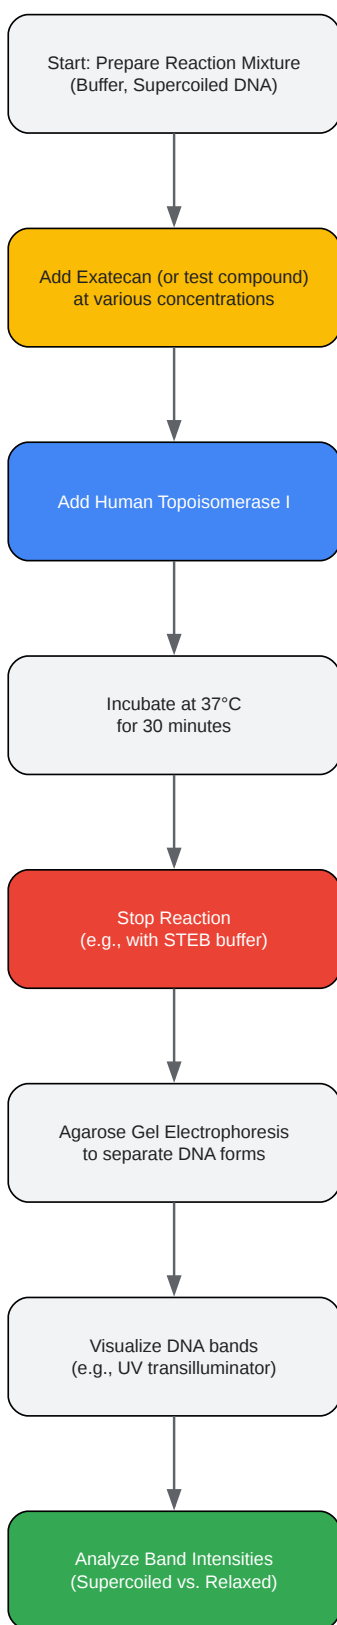 Start: Prepare Reaction Mixture
(Buffer, Supercoiled DNA)
Add Exatecan (or test compound)
at various concentrations
Add Human Topoisomerase I
Incubate at 37°C
for 30 minutes
Stop Reaction
(e.g., with STEB buffer)
Agarose Gel Electrophoresis
to separate DNA forms
Visualize DNA bands
(e.g., UV transilluminator)
Analyze Band Intensities
(Supercoiled vs. Relaxed)